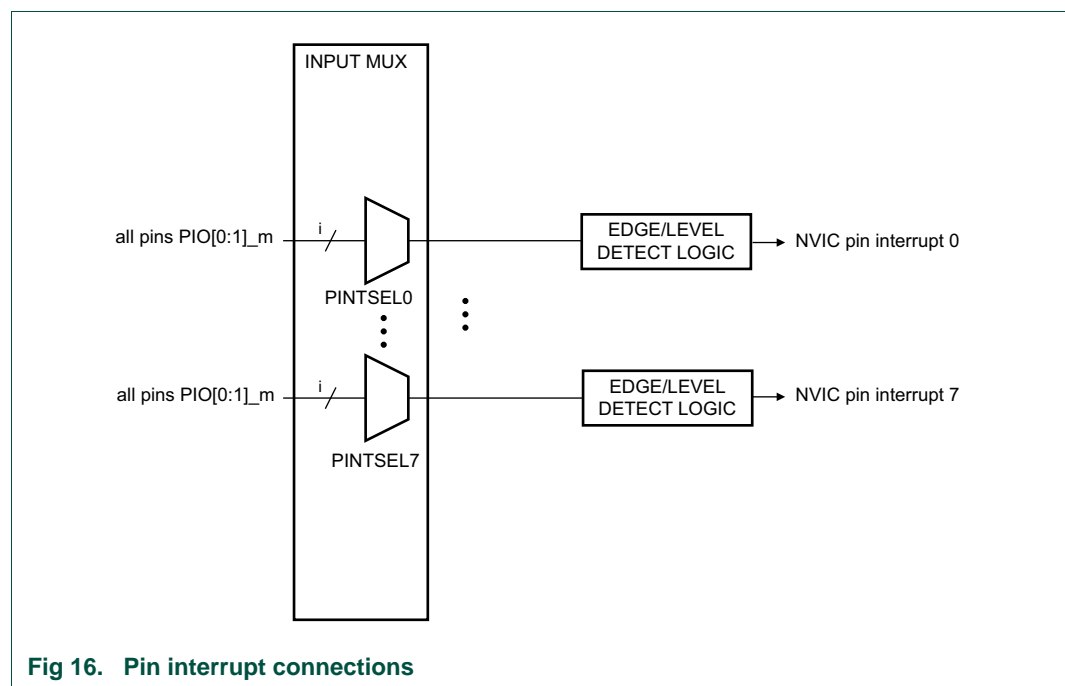 INPUT MUX
all pins PIO[0:1]_m
i
PINTSEL0
EDGE/LEVEL
DETECT LOGIC
NVIC pin interrupt 0
all pins PIO[0:1]_m
i
PINTSEL7
EDGE/LEVEL
DETECT LOGIC
NVIC pin interrupt 7
Fig 16. Pin interrupt connections